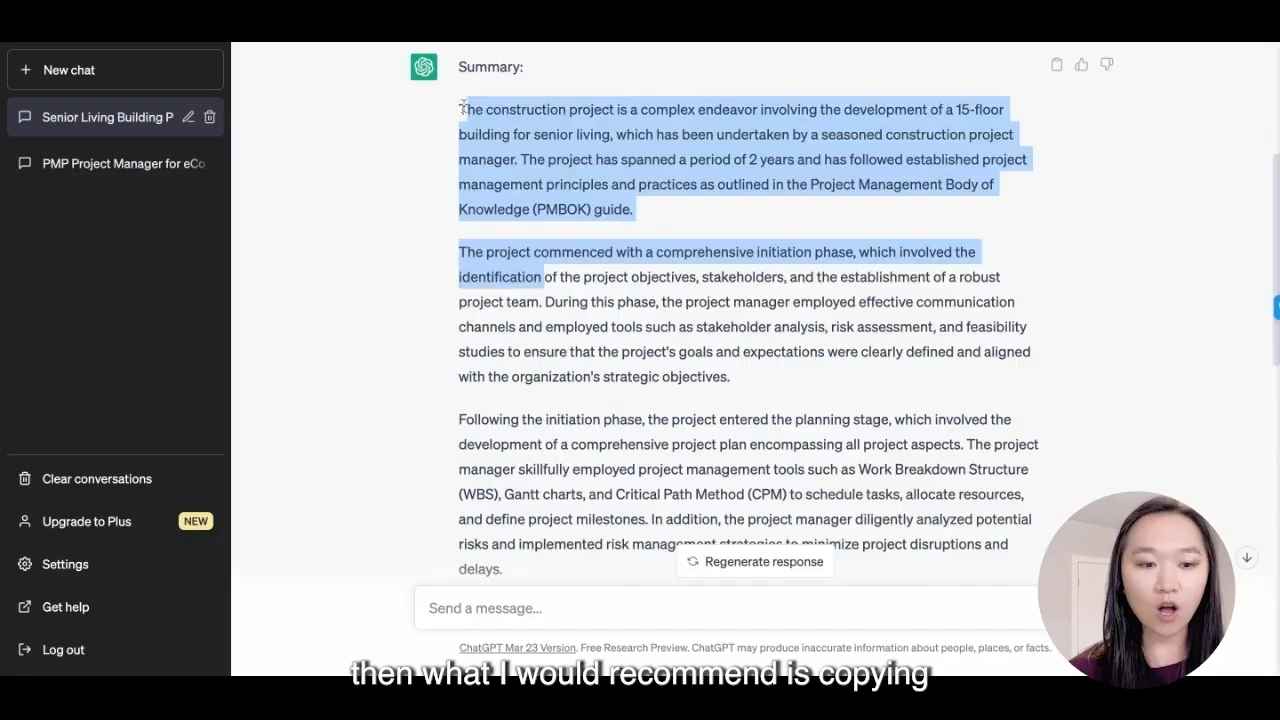 New chat
Senior Living Building P
PMP Project Manager for eCo
Clear conversations
Upgrade to Plus NEW
Settings
Get help
Log out
Summary:
The construction project is a complex endeavor involving the development of a 15-floor
building for senior living, which has been undertaken by a seasoned construction project
manager. The project has spanned a period of 2 years and has followed established project
management principles and practices as outlined in the Project Management Body of
Knowledge (PMBOK) guide.
The project commenced with a comprehensive initiation phase, which involved the
identification of the project objectives, stakeholders, and the establishment of a robust
project team. During this phase, the project manager employed effective communication
channels and employed tools such as stakeholder analysis, risk assessment, and feasibility
studies to ensure that the project's goals and expectations were clearly defined and aligned
with the organization's strategic objectives.
Following the initiation phase, the project entered the planning stage, which involved the
development of a comprehensive project plan encompassing all project aspects. The project
manager skillfully employed project management tools such as Work Breakdown Structure
(WBS), Gantt charts, and Critical Path Method (CPM) to schedule tasks, allocate resources,
and define project milestones. In addition, the project manager diligently analyzed potential
risks and implemented risk management strategies to minimize project disruptions and
delays.
Regenerate response
Send a message...
ChatGPT Mar 23 Version. Free Research Preview. ChatGPT may produce inaccurate information about people, places, or facts.
then what I would recommend is copying